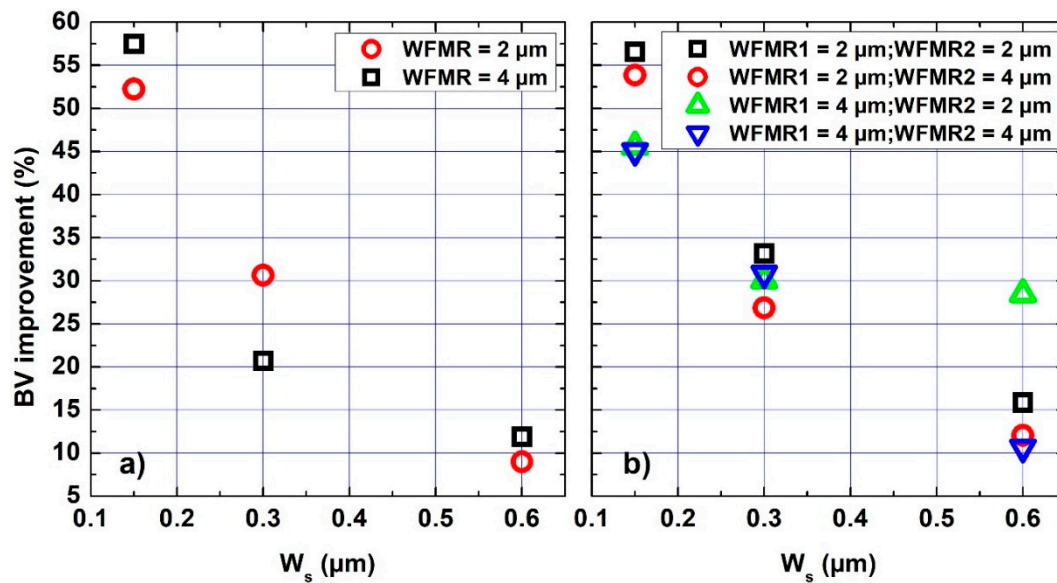 BV improvement (%)
60
55
50
45
40
35
30
25
20
15
10
5
WFMR = 2 µm
WFMR = 4 µm
a)
0.1 0.2 0.3 0.4 0.5 0.6
W_s (µm)
WFMR1 = 2 µm;WFMR2 = 2 µm
WFMR1 = 2 µm;WFMR2 = 4 µm
WFMR1 = 4 µm;WFMR2 = 2 µm
WFMR1 = 4 µm;WFMR2 = 4 µm
b)
0.1 0.2 0.3 0.4 0.5 0.6
W_s (µm)